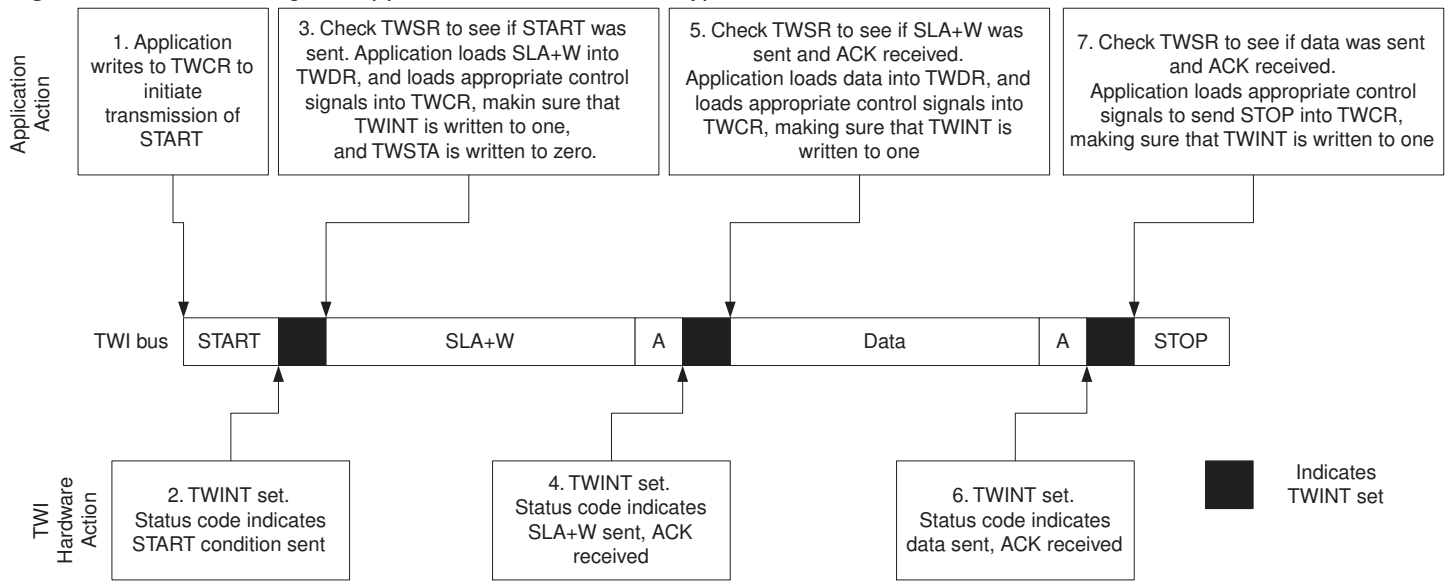 1. Application
writes to TWCR to
initiate
transmission of
START
3. Check TWSR to see if START was
sent. Application loads SLA+W into
TWDR, and loads appropriate control
signals into TWCR, makin sure that
TWINT is written to one,
and TWSTA is written to zero.
5. Check TWSR to see if SLA+W was
sent and ACK received.
Application loads data into TWDR, and
loads appropriate control signals into
TWCR, making sure that TWINT is
written to one
7. Check TWSR to see if data was sent
and ACK received.
Application loads appropriate control
signals to send STOP into TWCR,
making sure that TWINT is written to one
Application
Action
TWI bus
START
SLA+W
A
Data
A
STOP
TWI
Hardware
Action
2. TWINT set.
Status code indicates
START condition sent
4. TWINT set.
Status code indicates
SLA+W sent, ACK
received
6. TWINT set.
Status code indicates
data sent, ACK received
Indicates
TWINT set